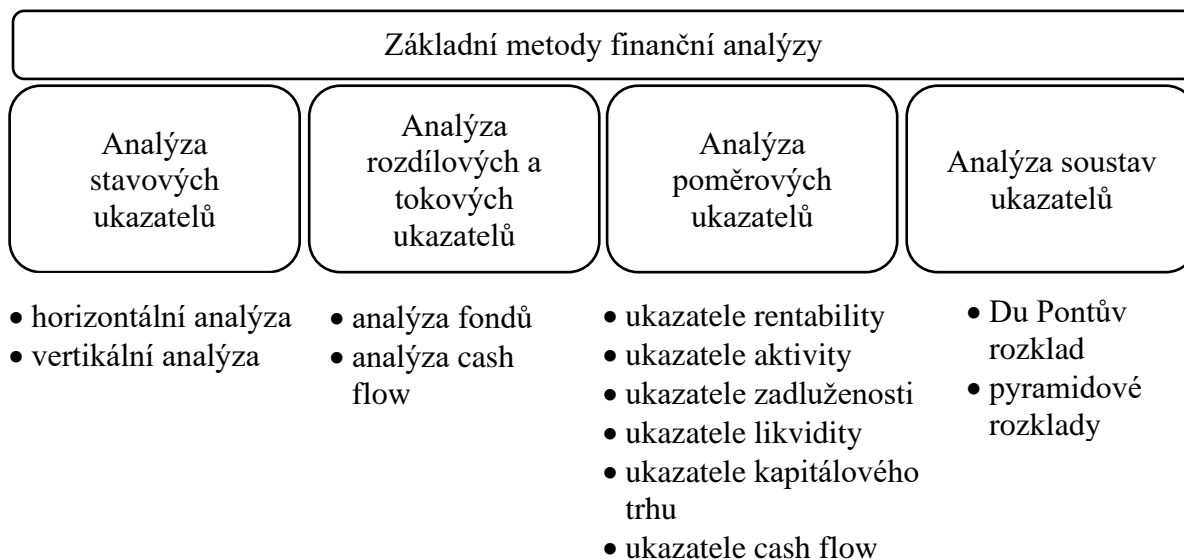 Základní metody finanční analýzy
Analýza
stavových
ukazatelů
Analýza
rozdílových a
tokových
ukazatelů
Analýza
poměrových
ukazatelů
Analýza soustav
ukazatelů
• horizontální analýza
• vertikální analýza
• analýza fondů
• analýza cash
flow
• ukazatele rentability
• ukazatele aktivity
• ukazatele zadluženosti
• ukazatele likvidity
• ukazatele kapitálového
trhu
• ukazatele cash flow
• Du Pontův
rozklad
• pyramidové
rozklady